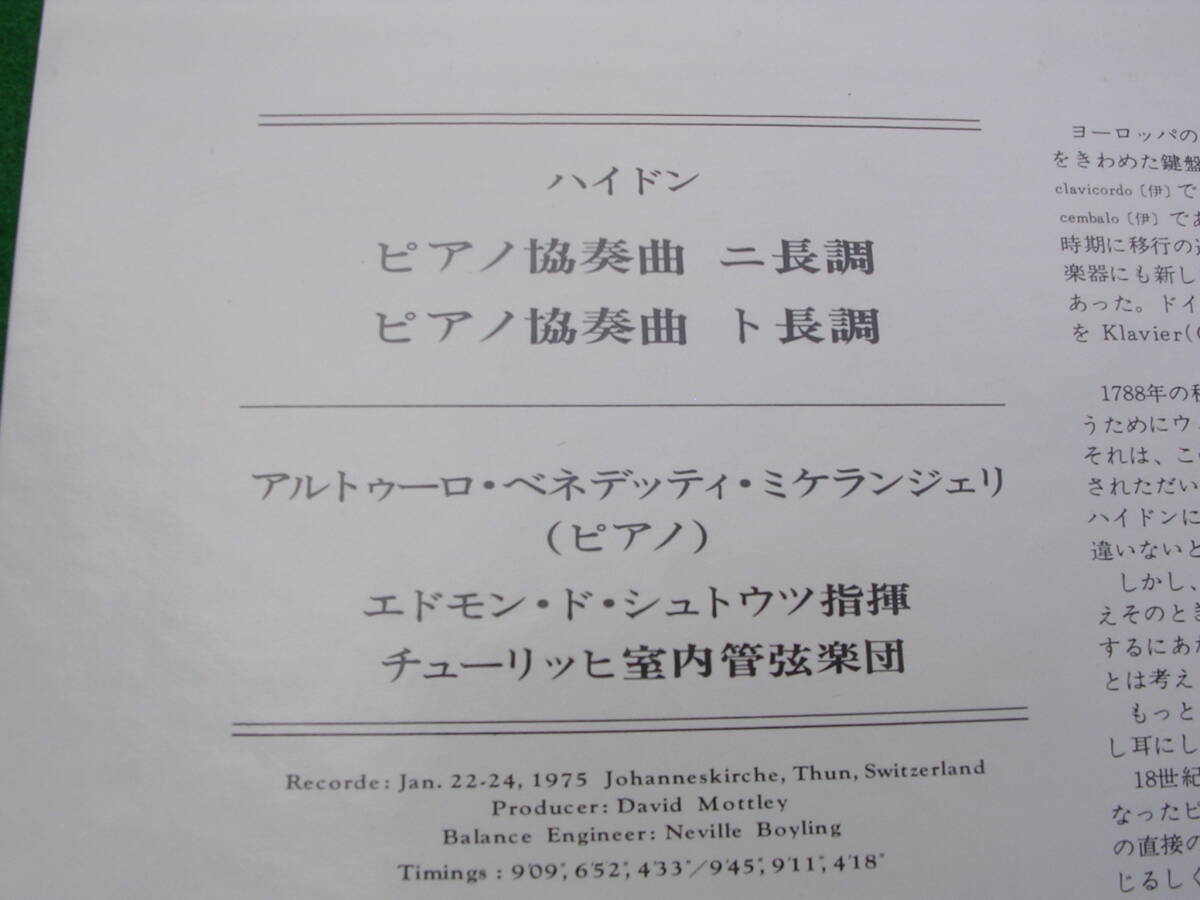 ハイドン
ピアノ協奏曲 ニ長調
ピアノ協奏曲 ト長調
アルトゥーロ・ベネデッティ・ミケランジェリ
(ピアノ)
エドモン・ド・シュトウツ指揮
チューリッヒ室内管弦楽団
Recorde: Jan. 22-24, 1975 Johanneskirche, Thun, Switzerland
Producer: David Mottley
Balance Engineer: Neville Boyling
Timings : 9'09", 6'52", 4'33"/9'45", 9'11", 4'18"
ヨーロッパの
をきわめた鍵盤
clavicordo〔伊〕で
cembalo〔伊〕であ
時期に移行の
楽器にも新し
あった。ドイ
を Klavier(
1788年の
うためにウ
それは、この
されただい
ハイドンに
違いないと
しかし、
えそのとき
するにあた
とは考え
もっと
し耳にし
18世紀
なったピ
の直接の
じるしく